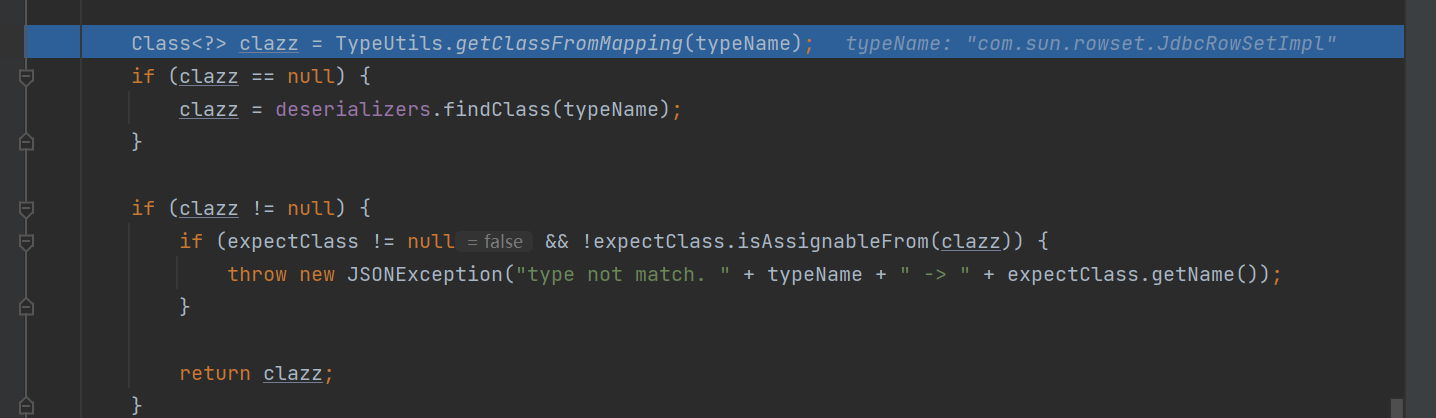 Class<?> clazz = TypeUtils.getClassFromMapping(typeName); typeName: "com.sun.rowset.JdbcRowSetImpl"
if (clazz == null) {
clazz = deserializers.findClass(typeName);
}
if (clazz != null) {
if (expectClass != null = false && !expectClass.isAssignableFrom(clazz)) {
throw new JSONException("type not match. " + typeName + " -> " + expectClass.getName());
}
return clazz;
}